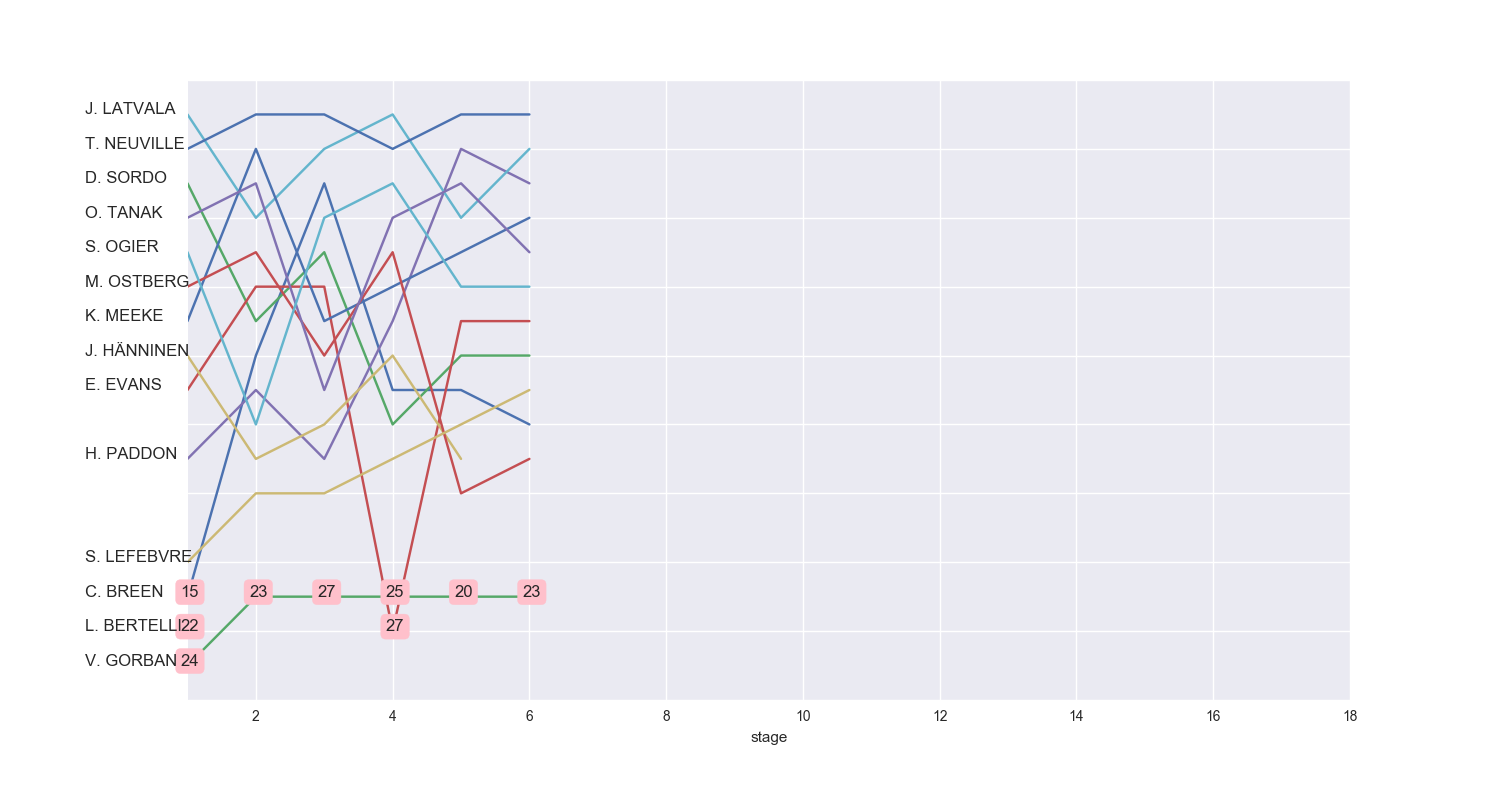 J. LATVALA
T. NEUVILLE
D. SORDO
O. TANAK
S. OGIER
M. OSTBERG
K. MEEKE
J. HÄNNINEN
E. EVANS
H. PADDON
S. LEFEBVRE
C. BREEN 15 23 27 25 20 23
L. BERTELLI 22 27
V. GORBAN 24
2 4 6 8 10 12 14 16 18
stage